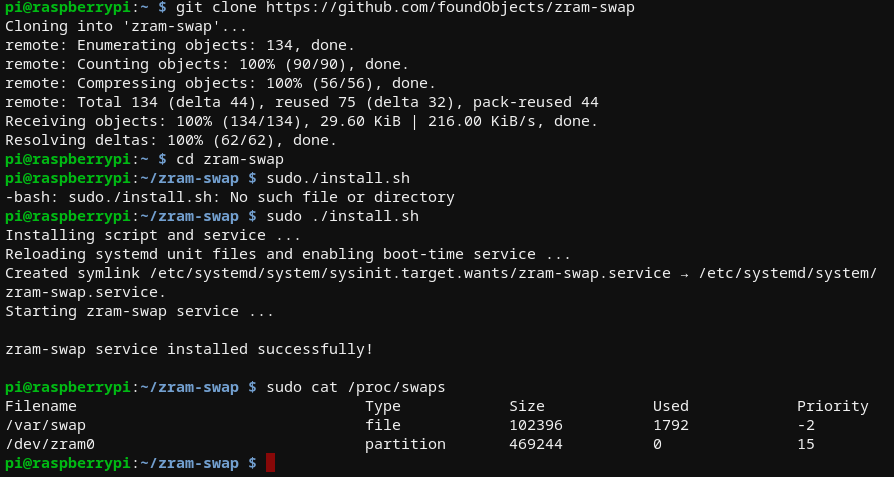 pi@raspberrypi:~ $ git clone https://github.com/foundObjects/zram-swap
Cloning into 'zram-swap'...
remote: Enumerating objects: 134, done.
remote: Counting objects: 100% (90/90), done.
remote: Compressing objects: 100% (56/56), done.
remote: Total 134 (delta 44), reused 75 (delta 32), pack-reused 44
Receiving objects: 100% (134/134), 29.60 KiB | 216.00 KiB/s, done.
Resolving deltas: 100% (62/62), done.
pi@raspberrypi:~ $ cd zram-swap
pi@raspberrypi:~/zram-swap $ sudo./install.sh
-bash: sudo./install.sh: No such file or directory
pi@raspberrypi:~/zram-swap $ sudo ./install.sh
Installing script and service ...
Reloading systemd unit files and enabling boot-time service ...
Created symlink /etc/systemd/system/sysinit.target.wants/zram-swap.service → /etc/systemd/system/
zram-swap.service.
Starting zram-swap service ...

zram-swap service installed successfully!

pi@raspberrypi:~/zram-swap $ sudo cat /proc/swaps
Filename                                Type            Size            Used            Priority
/var/swap                               file            102396          1792            -2
/dev/zram0                              partition       469244          0               15
pi@raspberrypi:~/zram-swap $